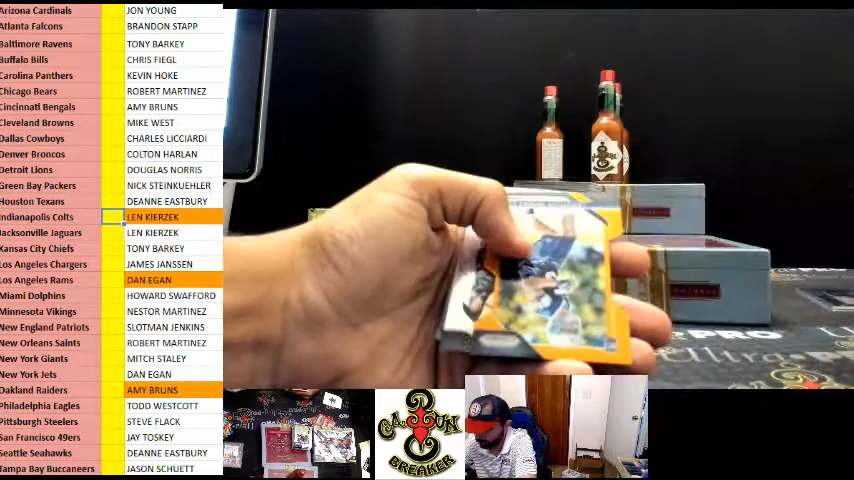 Arizona Cardinals JON YOUNG
Atlanta Falcons BRANDON STAPP
Baltimore Ravens TONY BARKEY
Buffalo Bills CHRIS FIEGL
Carolina Panthers KEVIN HOKE
Chicago Bears ROBERT MARTINEZ
Cincinnati Bengals AMY BRUNS
Cleveland Browns MIKE WEST
Dallas Cowboys CHARLES LICCIARDI
Denver Broncos COLTON HARLAN
Detroit Lions DOUGLAS NORRIS
Green Bay Packers NICK STEINKUEHLER
Houston Texans DEANNE EASTBURY
Indianapolis Colts LEN KIERZEK
Jacksonville Jaguars LEN KIERZEK
Kansas City Chiefs TONY BARKEY
Los Angeles Chargers JAMES JANSSEN
Los Angeles Rams DAN EGAN
Miami Dolphins HOWARD SWAFFORD
Minnesota Vikings NESTOR MARTINEZ
New England Patriots SLOTMAN JENKINS
New Orleans Saints ROBERT MARTINEZ
New York Giants MITCH STALEY
New York Jets DAN EGAN
Oakland Raiders AMY BRUNS
Philadelphia Eagles TODD WESTCOTT
Pittsburgh Steelers STEVE FLACK
San Francisco 49ers JAY TOSKEY
Seattle Seahawks DEANNE EASTBURY
Tampa Bay Buccaneers JASON SCHUETT
CAJUN
BREAKER
PRO
Ultra